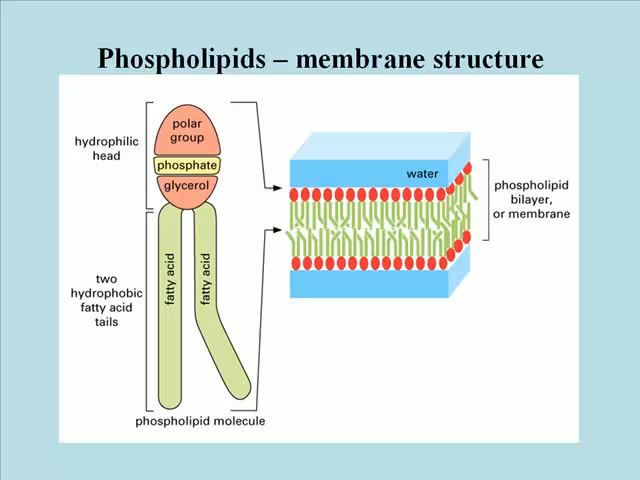 Phospholipids – membrane structure
hydrophilic
head
polar
group
phosphate
glycerol
two
hydrophobic
fatty acid
tails
fatty acid
fatty acid
phospholipid molecule
water
phospholipid
bilayer,
or membrane